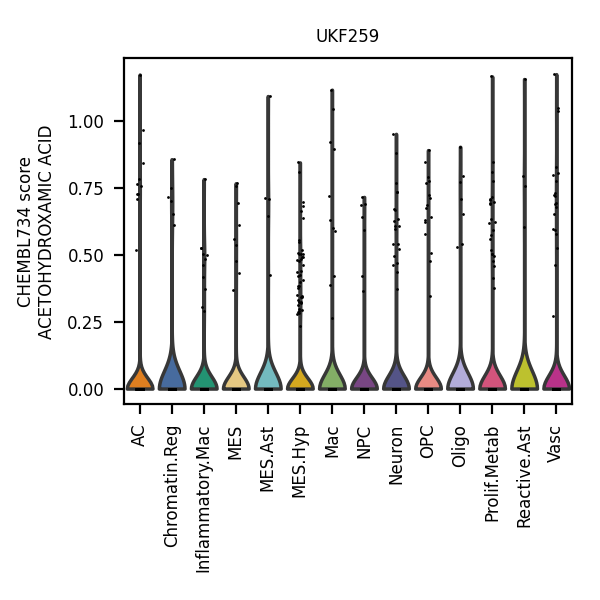 UKF259
CHEMBL734 score
ACETOHYDROXAMIC ACID
1.00
0.75
0.50
0.25
0.00
AC
Chromatin.Reg
Inflammatory.Mac
MES
MES.Ast
MES.Hyp
Mac
NPC
Neuron
OPC
Oligo
Prolif.Metab
Reactive.Ast
Vasc